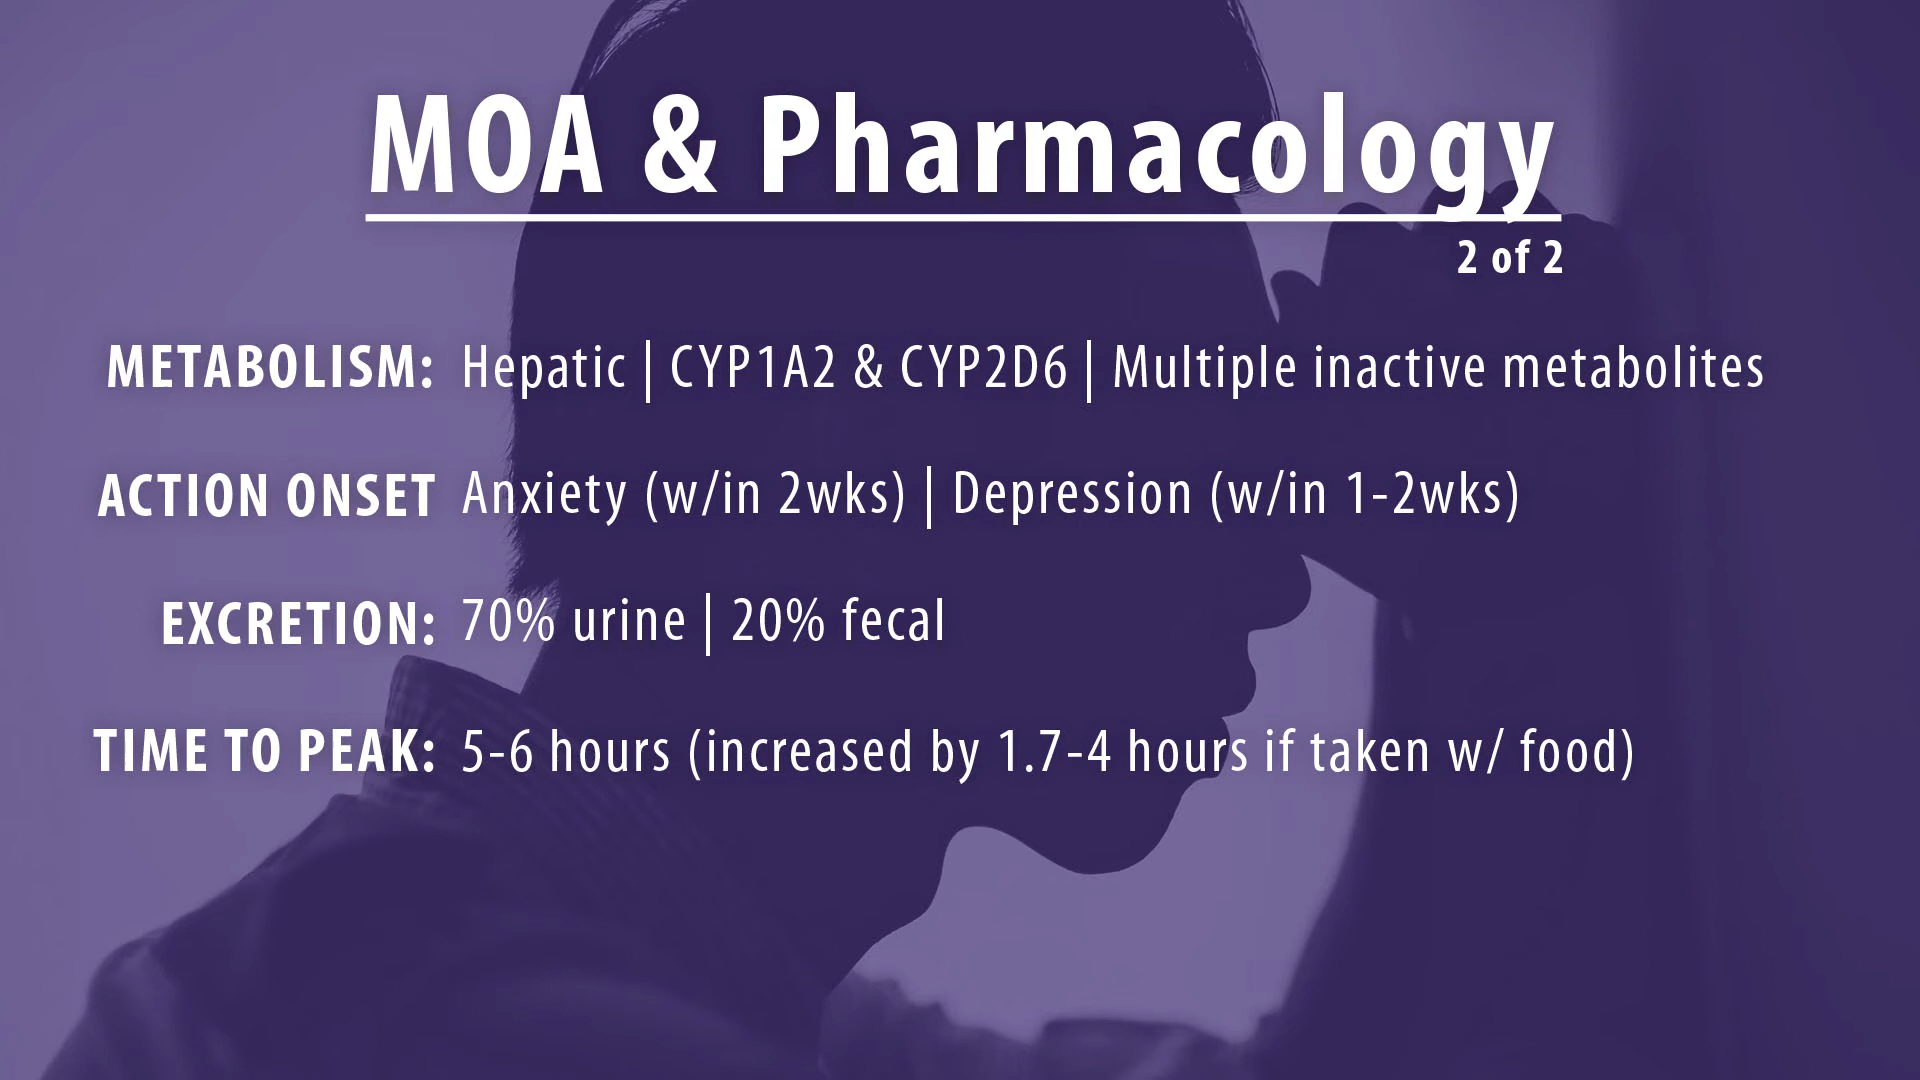 MOA & Pharmacology
2 of 2
METABOLISM: Hepatic | CYP1A2 & CYP2D6 | Multiple inactive metabolites
ACTION ONSET Anxiety (w/in 2wks) | Depression (w/in 1-2wks)
EXCRETION: 70% urine | 20% fecal
TIME TO PEAK: 5-6 hours (increased by 1.7-4 hours if taken w/ food)